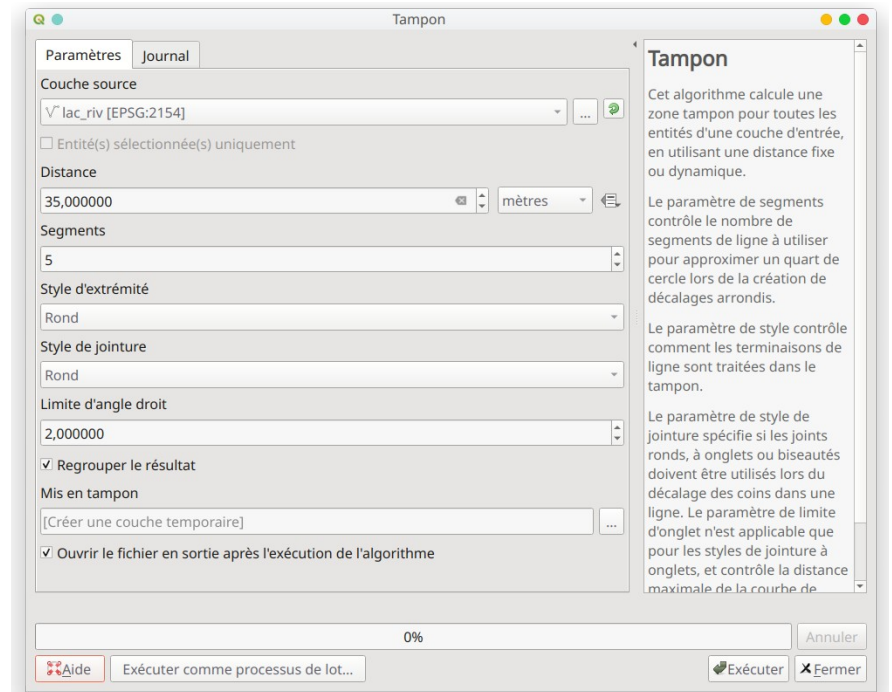 Tampon
Paramètres
Journal
Couche source
lac_riv [EPSG:2154]
...
Entité(s) sélectionnée(s) uniquement
Distance
35,000000
mètres
Segments
5
Style d'extrémité
Rond
Style de jointure
Rond
Limite d'angle droit
2,000000
Regrouper le résultat
Mis en tampon
[Créer une couche temporaire]
...
Ouvrir le fichier en sortie après l'exécution de l'algorithme
Tampon
Cet algorithme calcule une
zone tampon pour toutes les
entités d'une couche d'entrée,
en utilisant une distance fixe
ou dynamique.
Le paramètre de segments
contrôle le nombre de
segments de ligne à utiliser
pour approximer un quart de
cercle lors de la création de
décalages arrondis.
Le paramètre de style contrôle
comment les terminaisons de
ligne sont traitées dans le
tampon.
Le paramètre de style de
jointure spécifie si les joints
ronds, à onglets ou biseautés
doivent être utilisés lors du
décalage des coins dans une
ligne. Le paramètre de limite
d'onglet n'est applicable que
pour les styles de jointure à
onglets, et contrôle la distance
maximale de la courbe de
0%
Annuler
Aide
Exécuter comme processus de lot...
Exécuter
Fermer